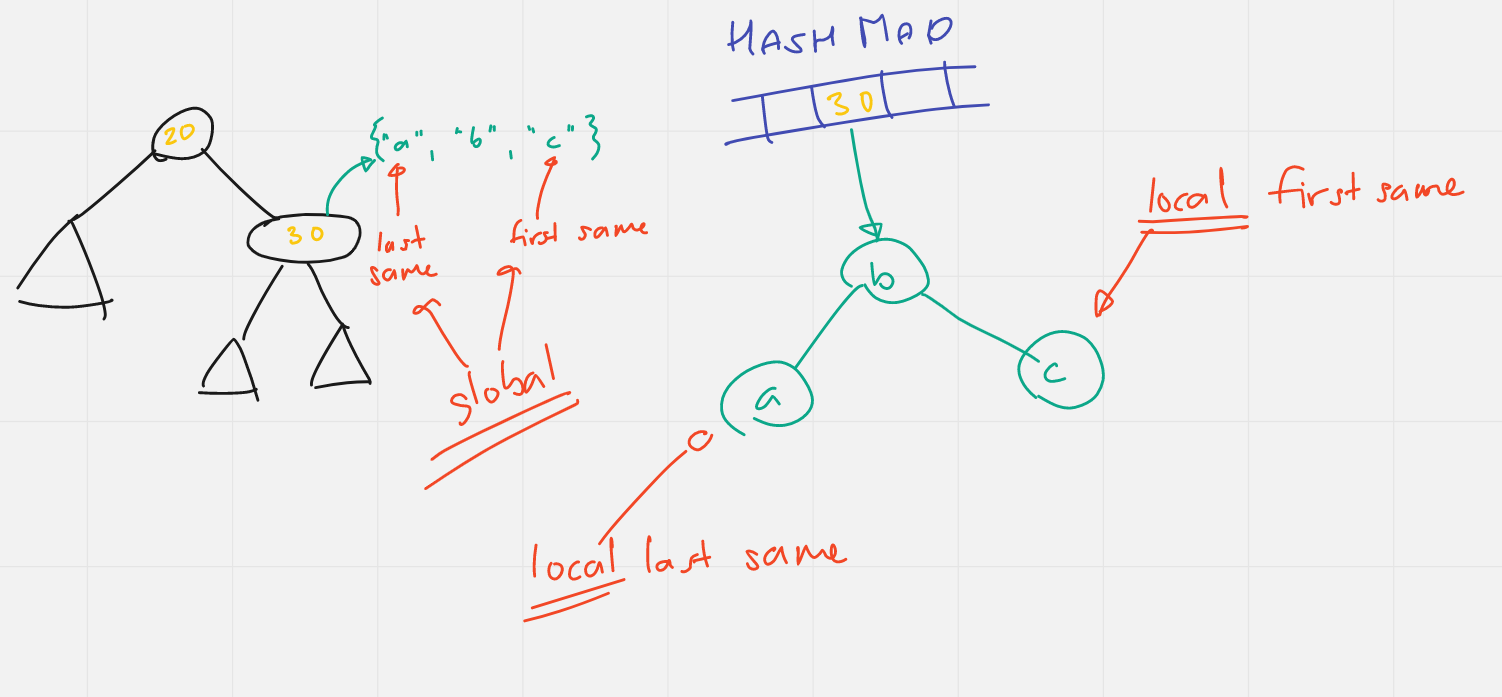 HASH MAP
30
20
{"a", "b", "c"}
30
last
same
first same
global
local first same
b
a
c
local last same